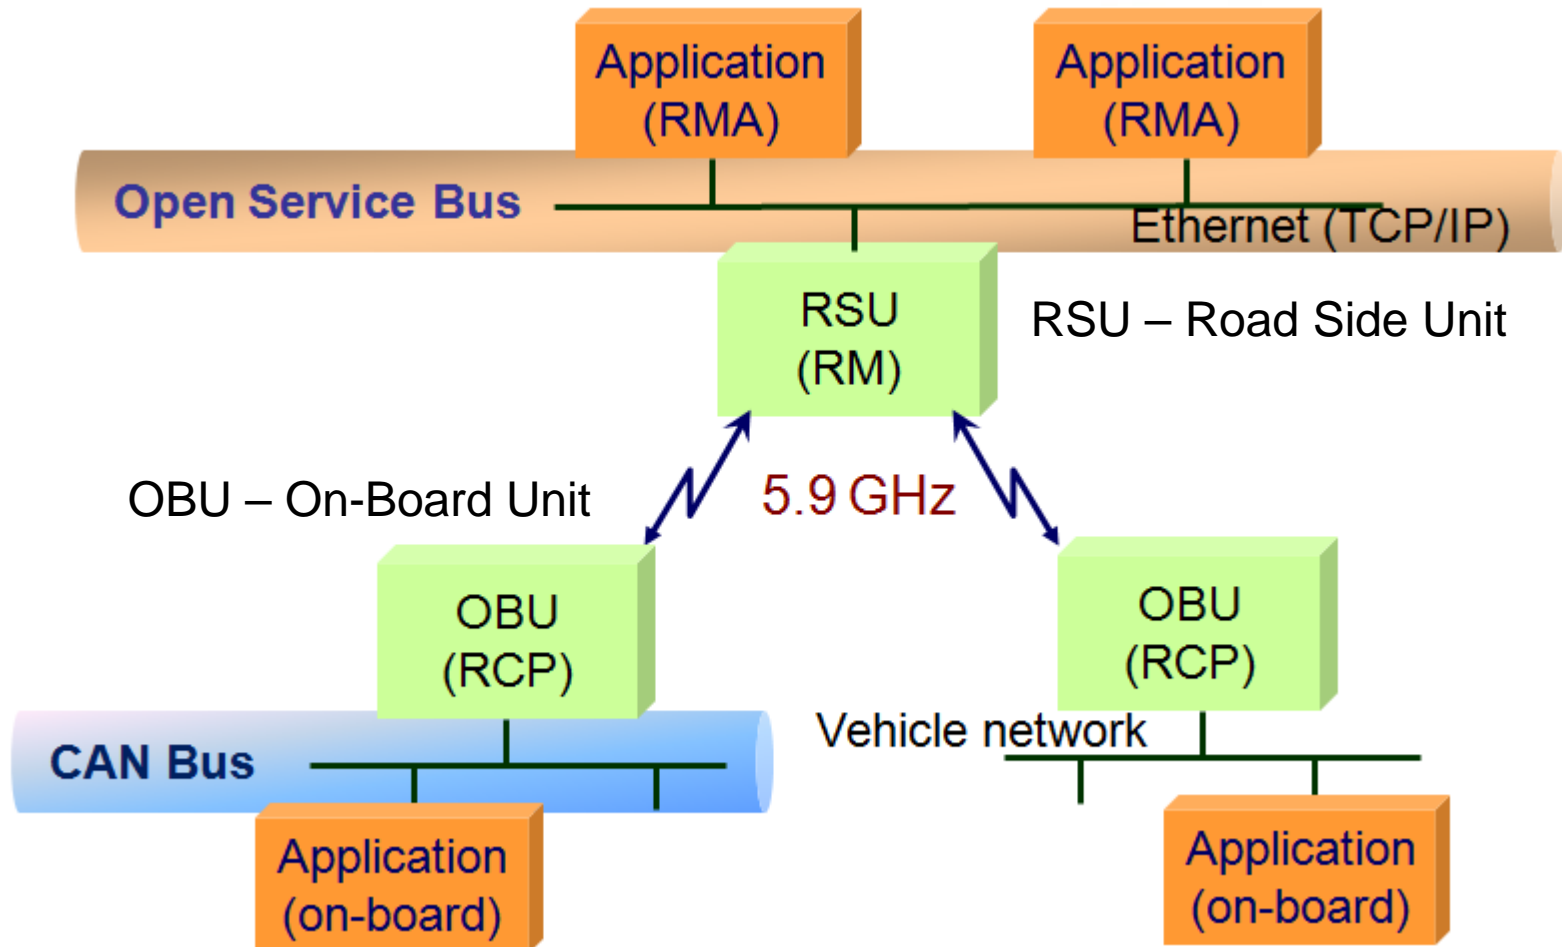 Application
(RMA)
Application
(RMA)
Open Service Bus
Ethernet (TCP/IP)
RSU
(RM)
RSU – Road Side Unit
OBU – On-Board Unit
5.9 GHz
OBU
(RCP)
OBU
(RCP)
Vehicle network
CAN Bus
Application
(on-board)
Application
(on-board)